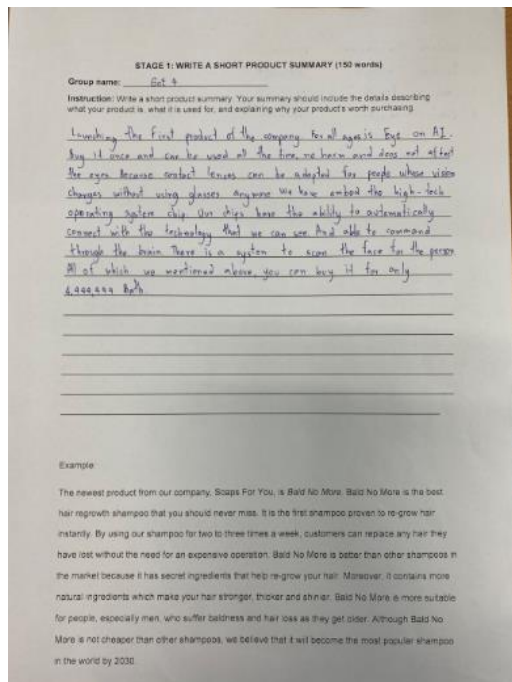 STAGE 1: WRITE A SHORT PRODUCT SUMMARY (150 words)
Group name: Get 4
Instruction: Write a short product summary. Your summary should include the details describing
what your product is, what it is used for, and explaining why your product's worth purchasing
Launching the first product of the company for all ages is Eye on AI.
Buy it once and can be used all the time, no harm and does not affect
the eyes. Because contact lenses can be adapted for people whose vision
changes without using glasses anymore We have embed the high-tech
operating system chip Our chips have the ability to automatically
connect with the technology that we can see. And able to command
through the brain There is a system to scan the face for the person
All of which we mentioned above, you can buy it for only
Bath
Example
The newest product from our company, Soaps For You, is Bald No More. Bald No More is the best
hair regrowth shampoo that you should never miss. It is the first shampoo proven to re-grow hair
instantly. By using our shampoo for two to three times a week, customers can replace any hair they
have lost without the need for an expensive operation. Bald No More is better than other shampoos in
the market because it has secret ingredients that help re-grow your hair. Moreover, it contains more
natural ingredients which make your hair stronger, thicker and shinier. Bald No More is more suitable
for people, especially men, who suffer baldness and hair loss as they get older. Although Bald No
More is not cheaper than other shampoos, we believe that it will become the most popular shampoo
in the world by 2030.